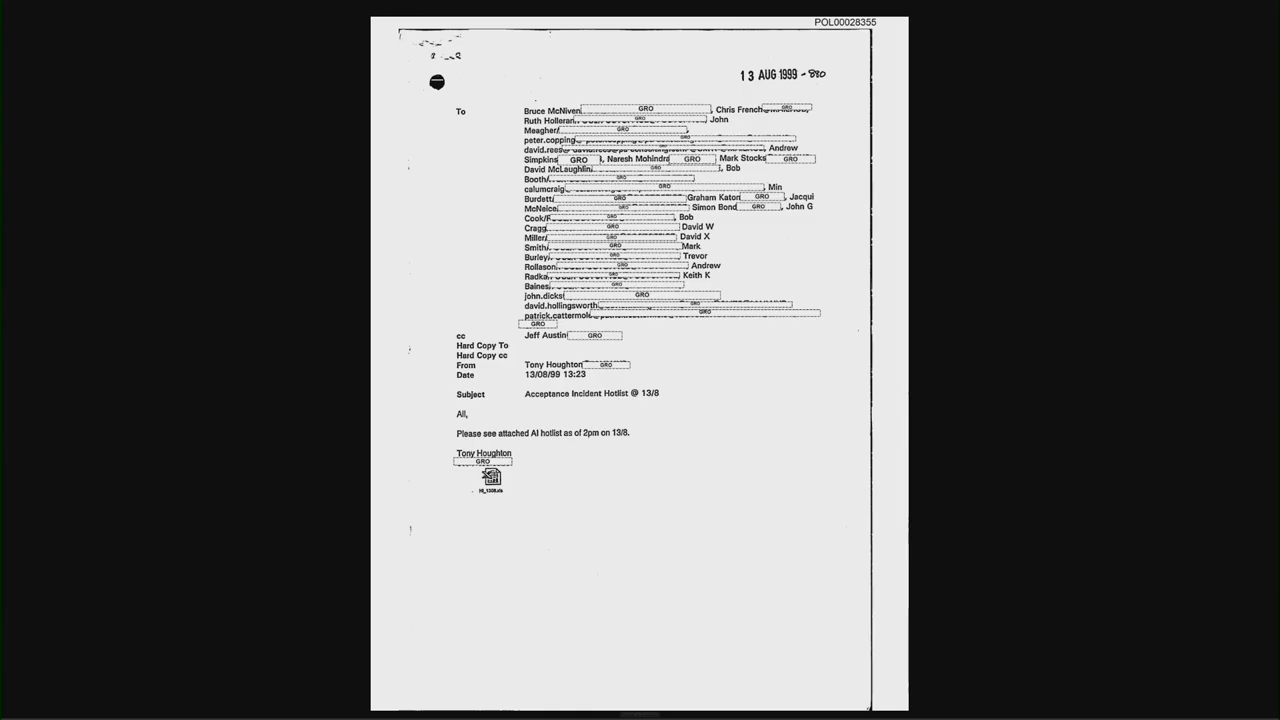 POL00028355
13 AUG 1999 - 880
To Bruce McNiven GRO, Chris French GRO
Ruth Holleran GRO, John
Meagher/ GRO,
peter.copping GRO
david.rees GRO, Andrew
Simpkins GRO, Naresh Mohindra GRO Mark Stocks GRO
David McLaughlin GRO, Bob
Booth/ GRO
calumcraig GRO, Min
Burdett GRO Graham Katon GRO, Jacqui
McNeice GRO Simon Bond GRO, John G
Cook/ GRO, Bob
Cragg GRO David W
Miller/ GRO David X
Smith/ GRO Mark
Burley GRO Trevor
Rollason GRO Andrew
Radka GRO Keith K
Baines GRO
john.dicks GRO
david.hollingsworth GRO
patrick.cattermol GRO
GRO
cc Jeff Austin GRO
Hard Copy To
Hard Copy cc
From Tony Houghton GRO
Date 13/08/99 13:23
Subject Acceptance Incident Hotlist @ 13/8
All,
Please see attached AI hotlist as of 2pm on 13/8.
Tony Houghton
GRO
Hl_1308.xls